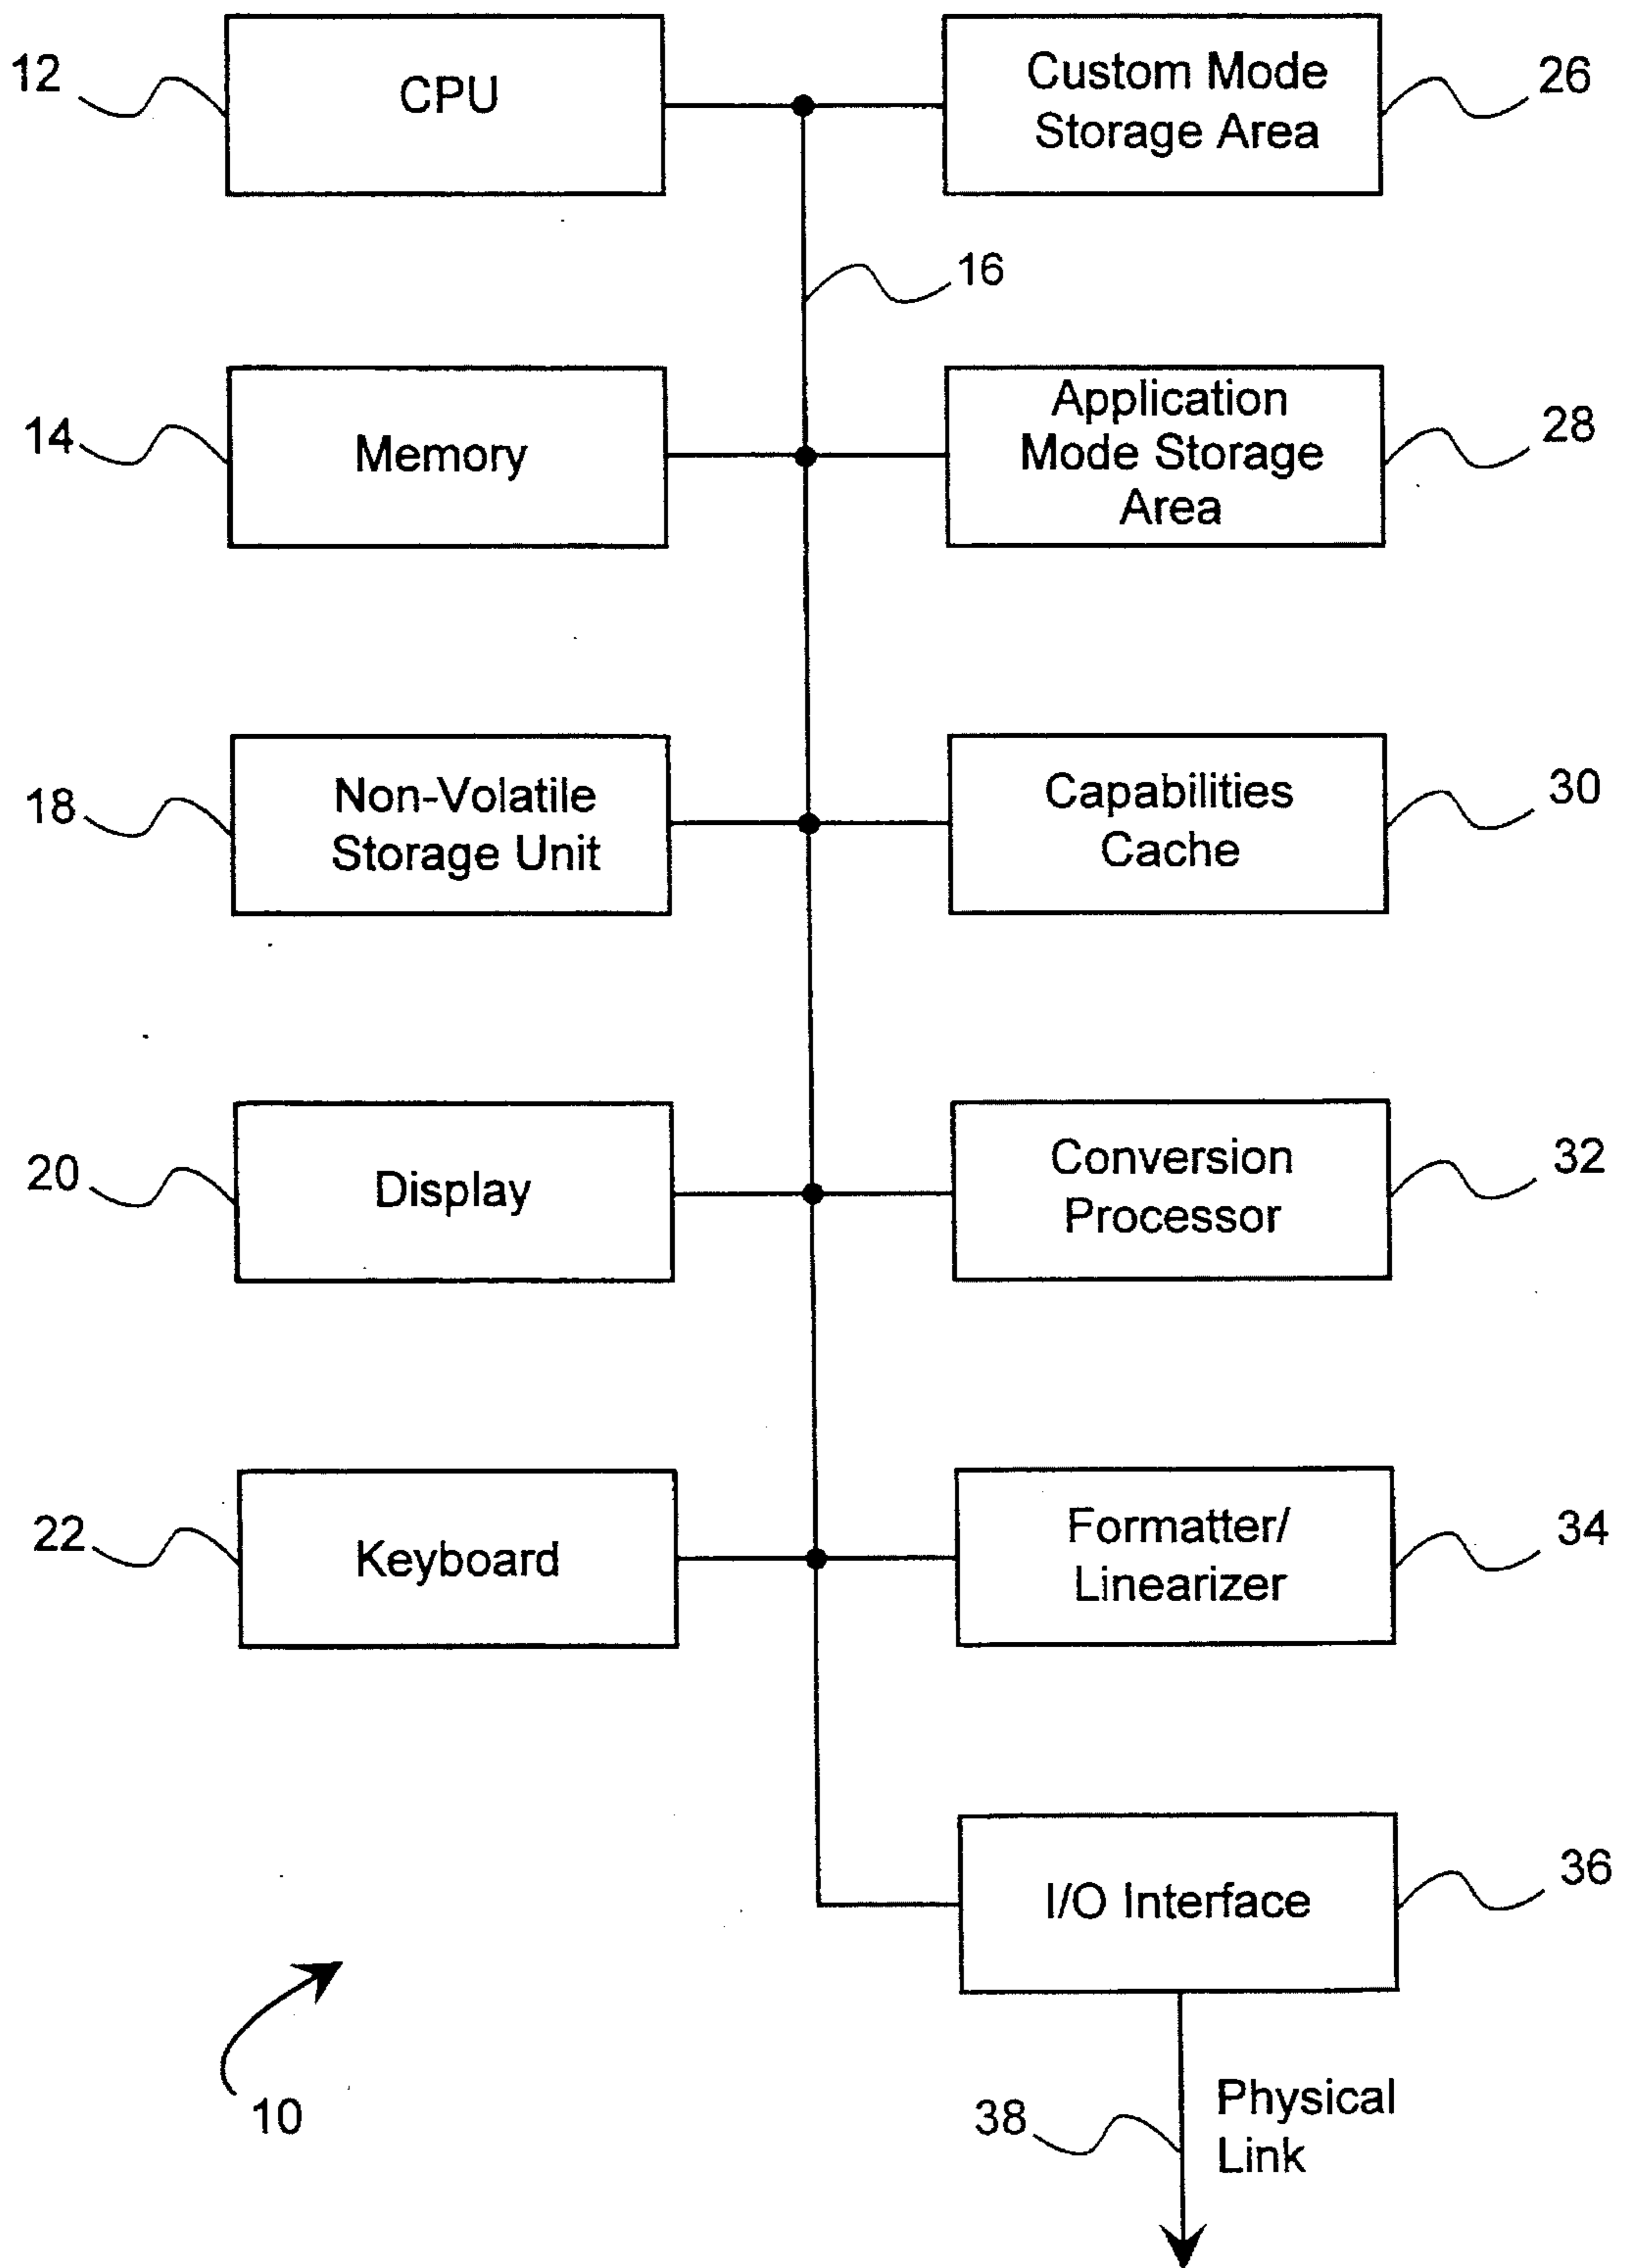 12
CPU
Custom Mode
Storage Area
26
16
14
Memory
Application
Mode Storage
Area
28
18
Non-Volatile
Storage Unit
Capabilities
Cache
30
20
Display
Conversion
Processor
32
22
Keyboard
Formatter/
Linearizer
34
I/O Interface
36
10
38
Physical
Link